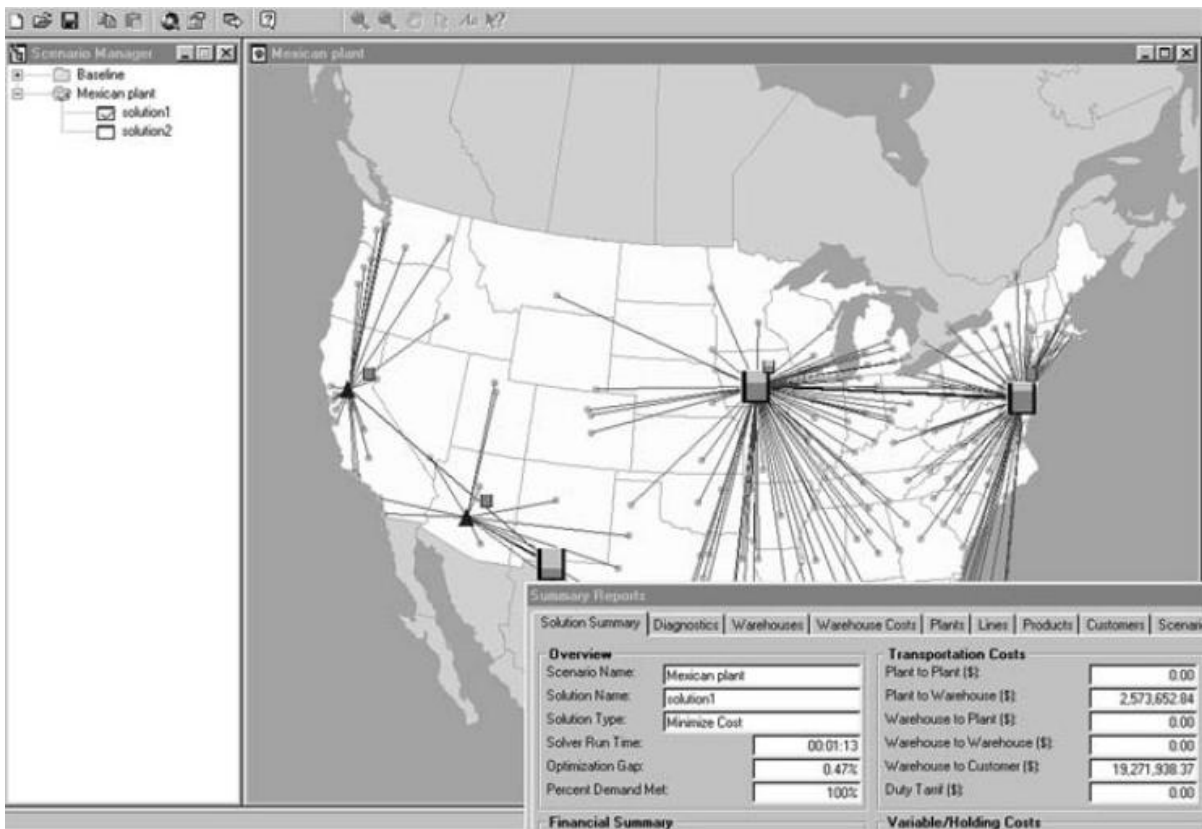 Scenario Manager
Baseline
Mexican plant
solution1
solution2
Mexican plant
Summary Reports
Solution Summary Diagnostics Warehouses Warehouse Costs Plants Lines Products Customers Scenario
Overview
Scenario Name: Mexican plant
Solution Name: solution1
Solution Type: Minimize Cost
Solver Run Time: 00:01:13
Optimization Gap: 0.47%
Percent Demand Met: 100%
Financial Summary
Transportation Costs
Plant to Plant ($): 0.00
Plant to Warehouse ($): 2,573,652.84
Warehouse to Plant ($): 0.00
Warehouse to Warehouse ($): 0.00
Warehouse to Customer ($): 19,271,938.37
Duty Tarrif ($): 0.00
Variable/Holding Costs